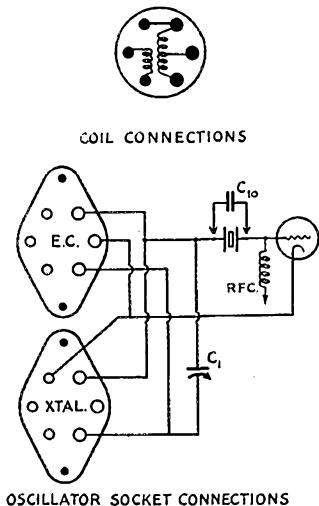 COIL CONNECTIONS
E.C.
C10
RFC.
C1
XTAL.
OSCILLATOR SOCKET CONNECTIONS